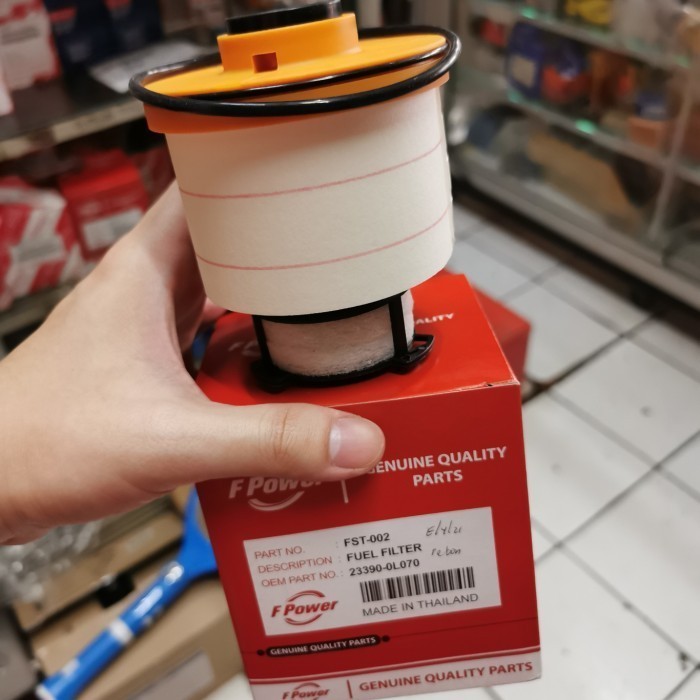 ALITY
F Power
GENUINE QUALITY
PARTS
PART NO. : FST-002
DESCRIPTION : FUEL FILTER
OEM PART NO. : 23390-0L070
F Power
MADE IN THAILAND
GENUINE QUALITY PARTS
F Power
GENUINE QUALITY PARTS